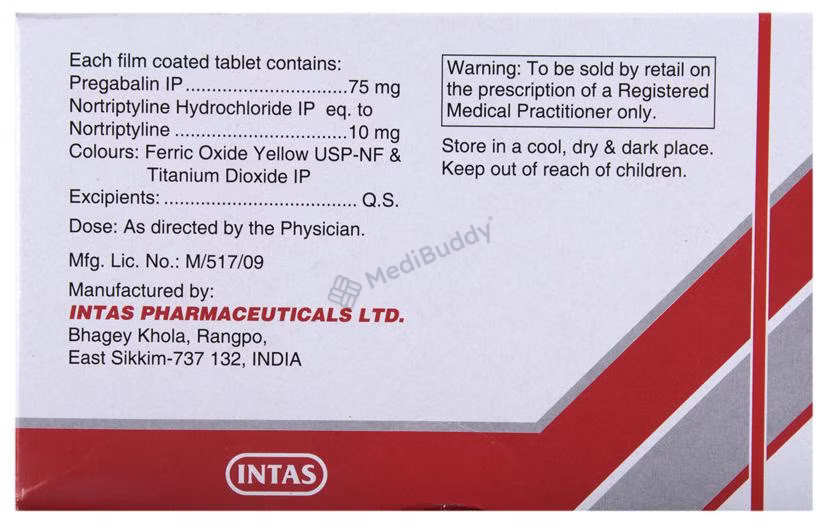 Each film coated tablet contains:
Pregabalin IP..............................75 mg
Nortriptyline Hydrochloride IP eq. to
Nortriptyline .............................10 mg
Colours: Ferric Oxide Yellow USP-NF &
Titanium Dioxide IP
Excipients: ................................... Q.S.
Dose: As directed by the Physician.
Mfg. Lic. No.: M/517/09
Manufactured by:
INTAS PHARMACEUTICALS LTD.
Bhagey Khola, Rangpo,
East Sikkim-737 132, INDIA
Warning: To be sold by retail on
the prescription of a Registered
Medical Practitioner only.
Store in a cool, dry & dark place.
Keep out of reach of children.
MediBuddy
INTAS